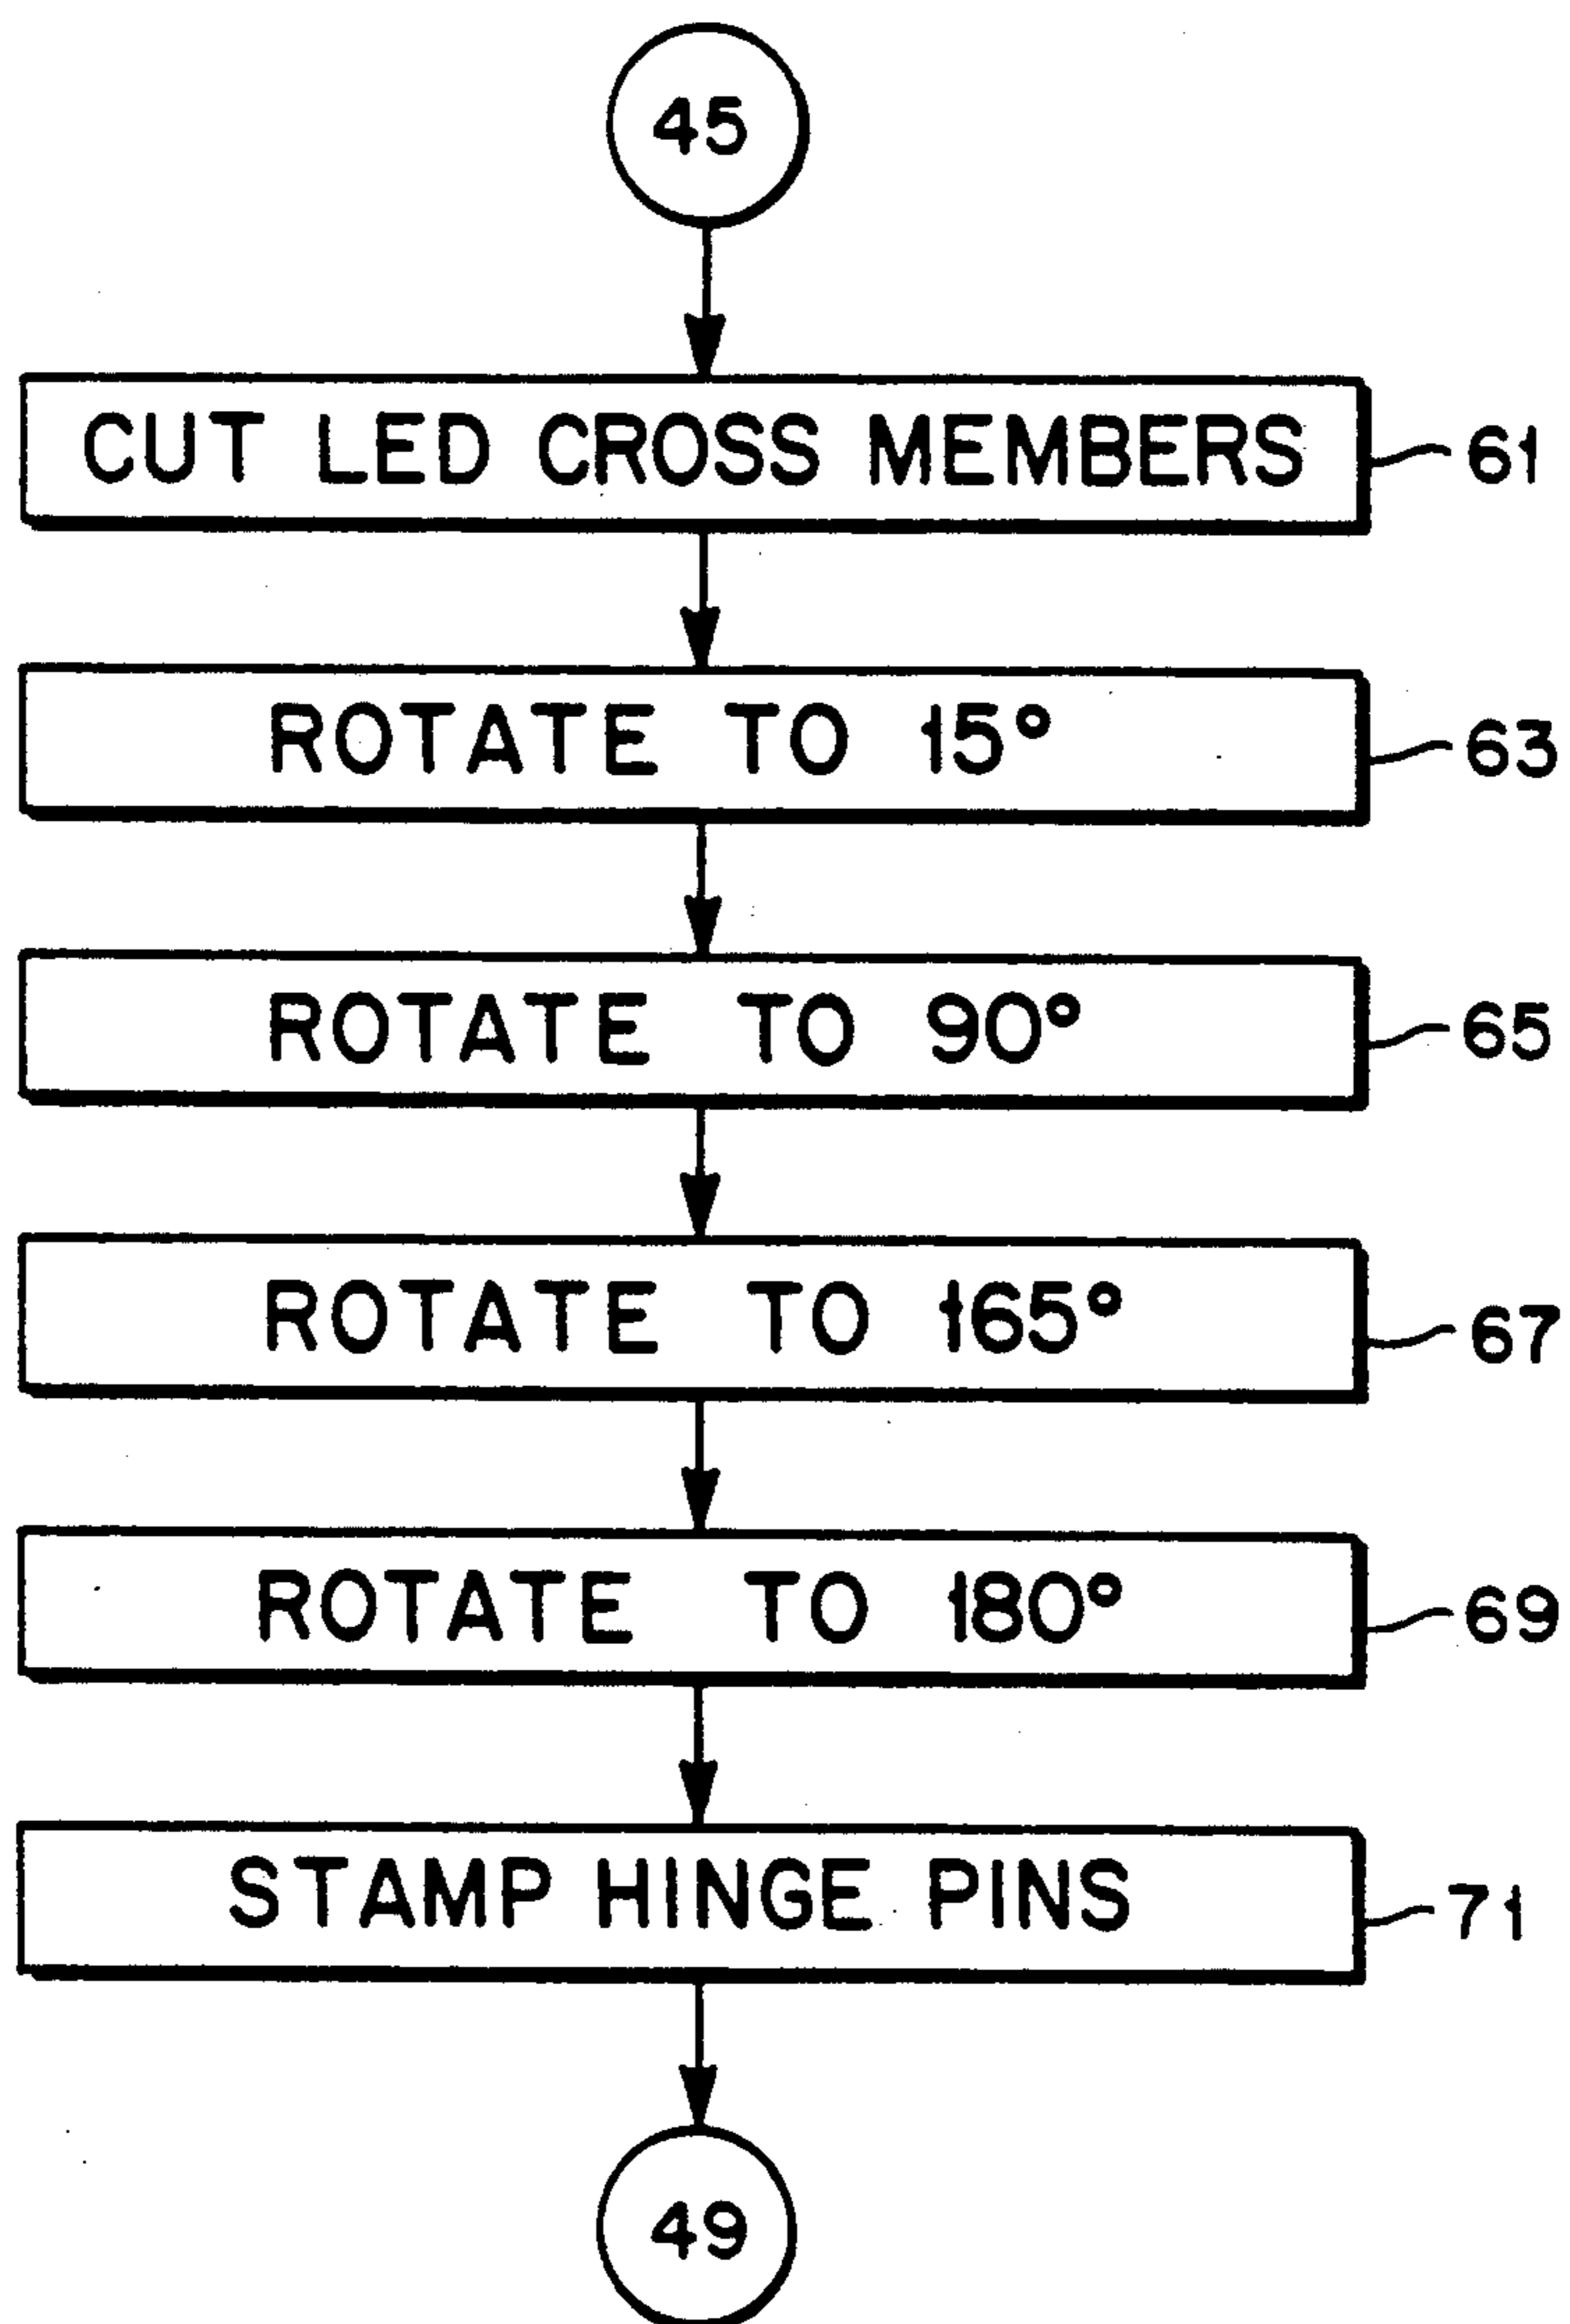 45
CUT LED CROSS MEMBERS
61
ROTATE TO 15°
63
ROTATE TO 90°
65
ROTATE TO 165°
67
ROTATE TO 180°
69
STAMP HINGE PINS
71
49